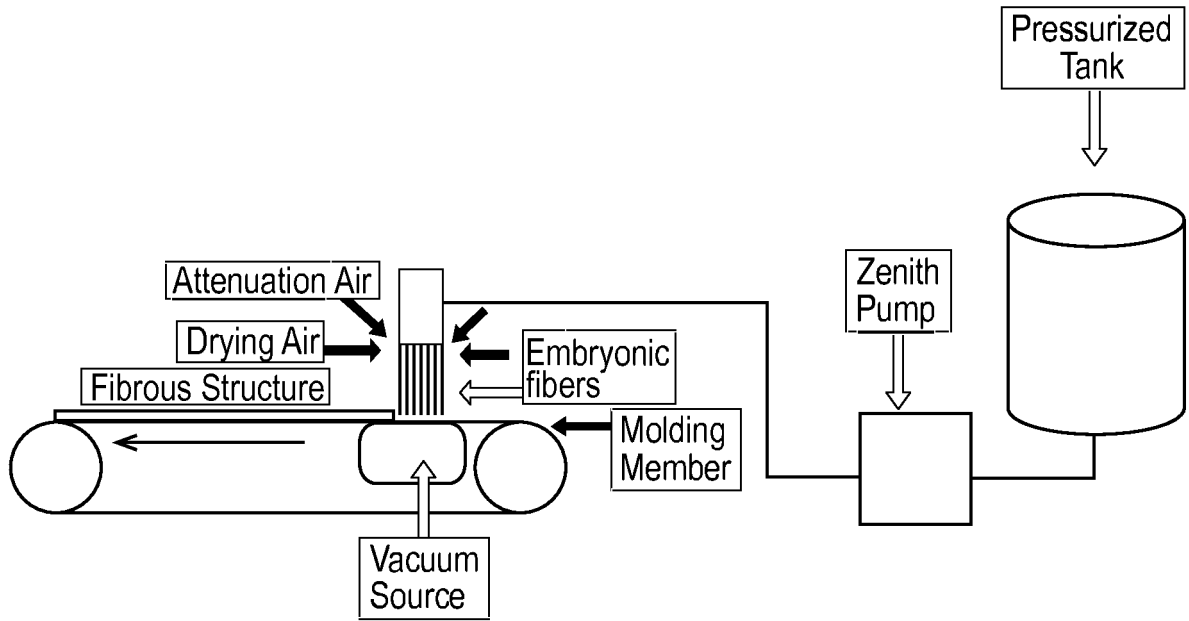 Pressurized
Tank
Zenith
Pump
Attenuation Air
Drying Air
Embryonic
fibers
Fibrous Structure
Molding
Member
Vacuum
Source